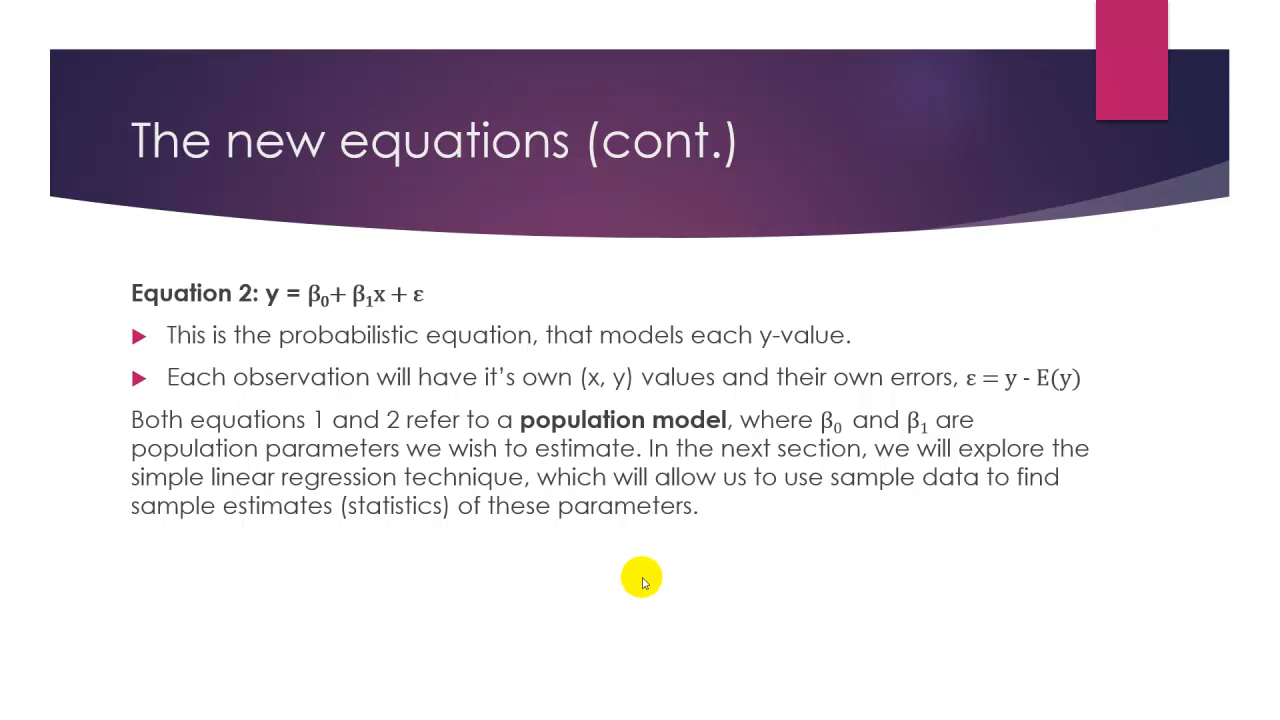 The new equations (cont.)
Equation 2: y = β₀+ β₁x + ε
This is the probabilistic equation, that models each y-value.
Each observation will have it’s own (x, y) values and their own errors, ε = y - E(y)
Both equations 1 and 2 refer to a population model, where β₀ and β₁ are
population parameters we wish to estimate. In the next section, we will explore the
simple linear regression technique, which will allow us to use sample data to find
sample estimates (statistics) of these parameters.